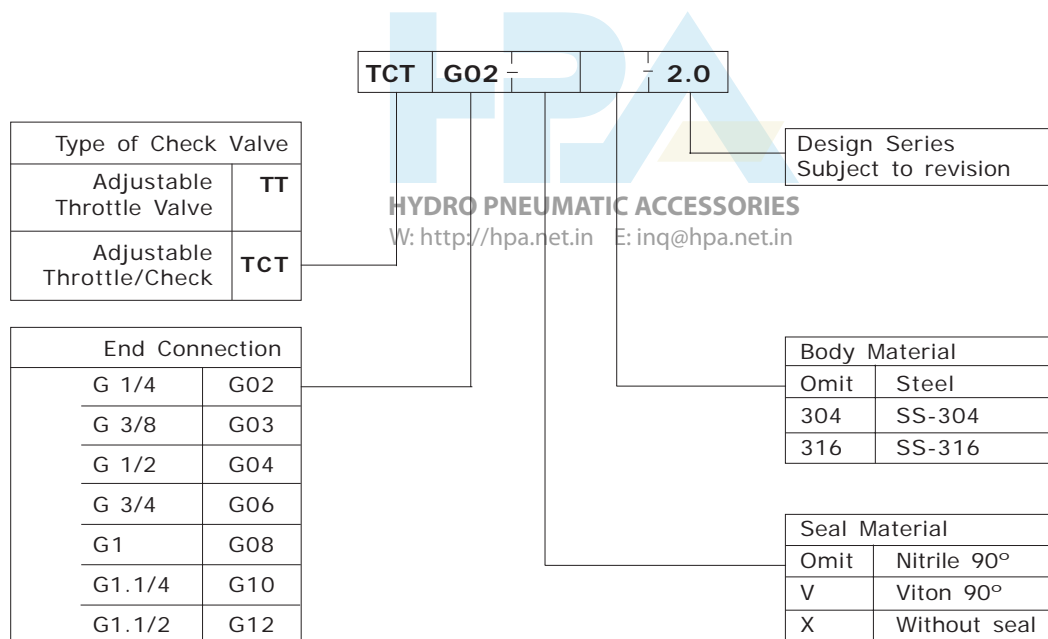 TCT G02 - - 2.0
Type of Check Valve
Adjustable
Throttle Valve TT
Adjustable
Throttle/Check TCT
End Connection
G 1/4 G02
G 3/8 G03
G 1/2 G04
G 3/4 G06
G1 G08
G1.1/4 G10
G1.1/2 G12
HPA
HYDRO PNEUMATIC ACCESSORIES
W: http://hpa.net.in E: inq@hpa.net.in
Design Series
Subject to revision
Body Material
Omit Steel
304 SS-304
316 SS-316
Seal Material
Omit Nitrile 90º
V Viton 90º
X Without seal